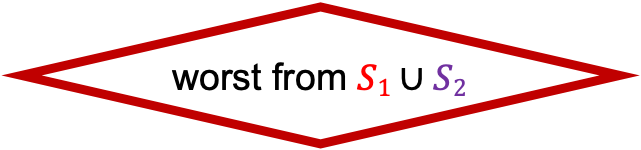 worst from S₁ ∪ S₂